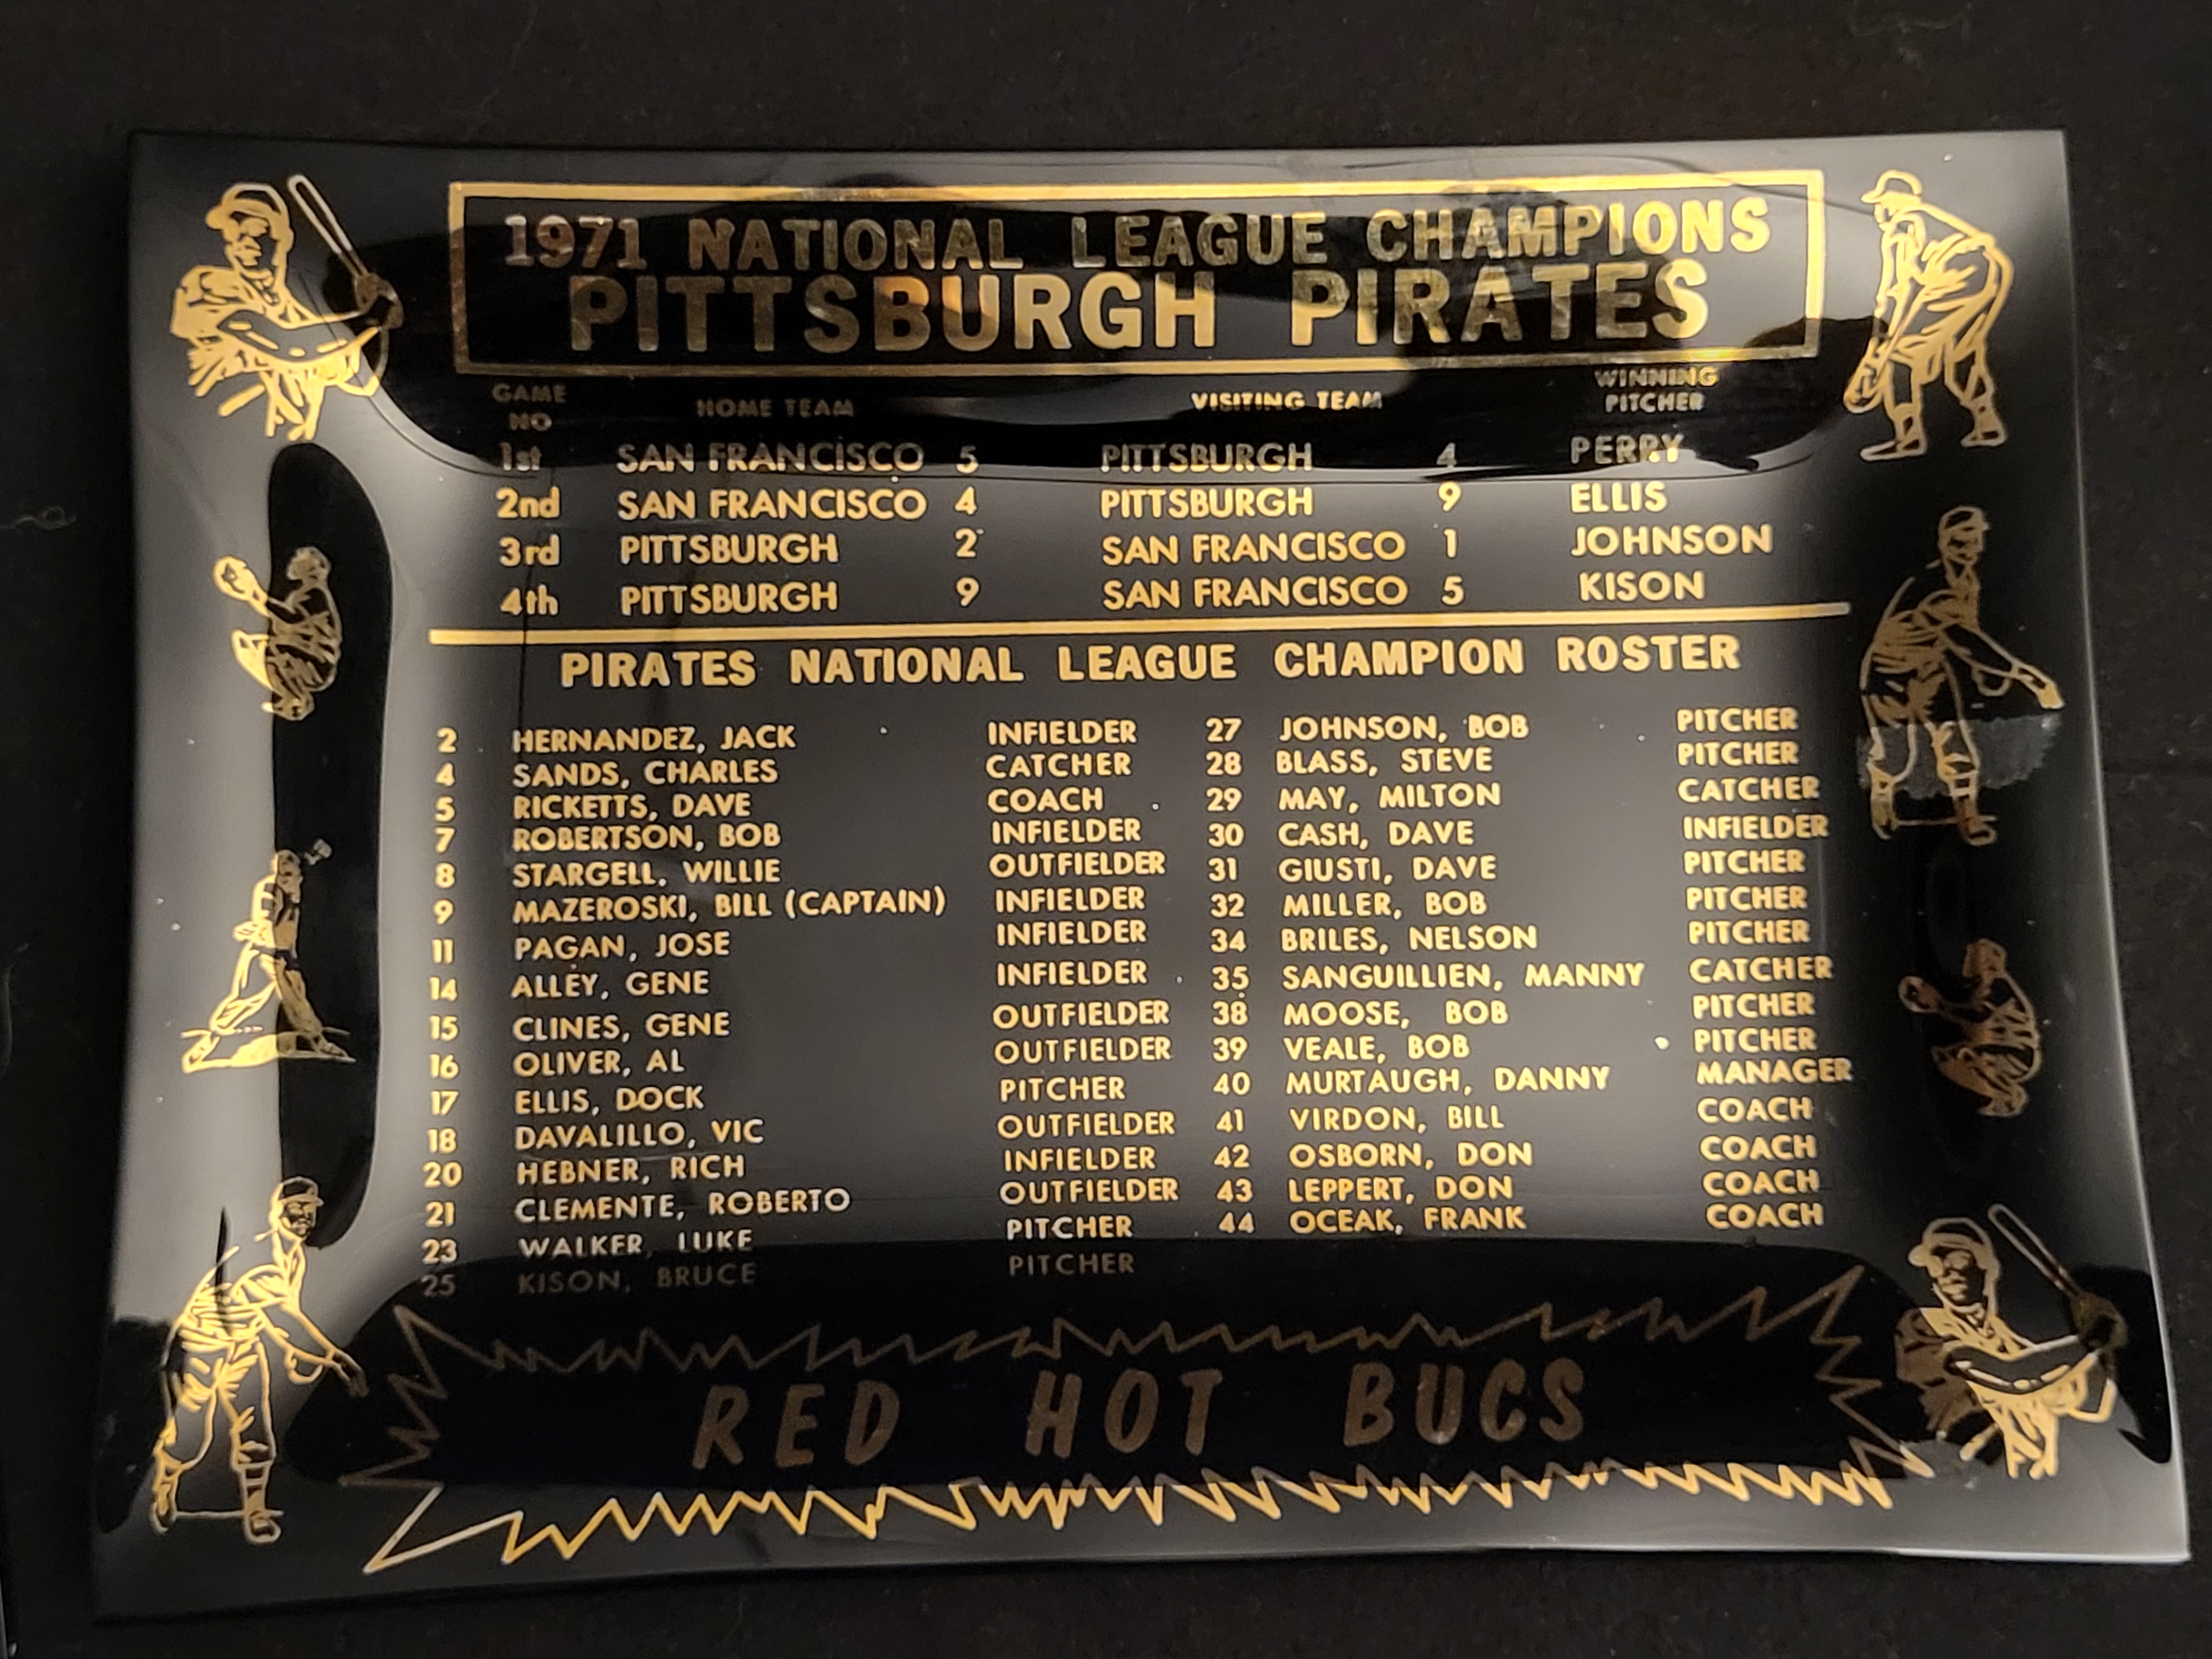 1971 NATIONAL LEAGUE CHAMPIONS
PITTSBURGH PIRATES
GAME NO HOME TEAM VISITING TEAM WINNING PITCHER
1st SAN FRANCISCO 5 PITTSBURGH 4 PERRY
2nd SAN FRANCISCO 4 PITTSBURGH 9 ELLIS
3rd PITTSBURGH 2 SAN FRANCISCO 1 JOHNSON
4th PITTSBURGH 9 SAN FRANCISCO 5 KISON
PIRATES NATIONAL LEAGUE CHAMPION ROSTER
2 HERNANDEZ, JACK INFIELDER
4 SANDS, CHARLES CATCHER
5 RICKETTS, DAVE COACH
7 ROBERTSON, BOB INFIELDER
8 STARGELL, WILLIE OUTFIELDER
9 MAZEROSKI, BILL (CAPTAIN) INFIELDER
11 PAGAN, JOSE INFIELDER
14 ALLEY, GENE INFIELDER
15 CLINES, GENE OUTFIELDER
16 OLIVER, AL OUTFIELDER
17 ELLIS, DOCK PITCHER
18 DAVALILLO, VIC OUTFIELDER
20 HEBNER, RICH INFIELDER
21 CLEMENTE, ROBERTO OUTFIELDER
23 WALKER, LUKE PITCHER
25 KISON, BRUCE PITCHER
27 JOHNSON, BOB PITCHER
28 BLASS, STEVE PITCHER
29 MAY, MILTON CATCHER
30 CASH, DAVE INFIELDER
31 GIUSTI, DAVE PITCHER
32 MILLER, BOB PITCHER
34 BRILES, NELSON PITCHER
35 SANGUILLIEN, MANNY CATCHER
38 MOOSE, BOB PITCHER
39 VEALE, BOB PITCHER
40 MURTAUGH, DANNY MANAGER
41 VIRDON, BILL COACH
42 OSBORN, DON COACH
43 LEPPERT, DON COACH
44 OCEAK, FRANK COACH
RED HOT BUCS